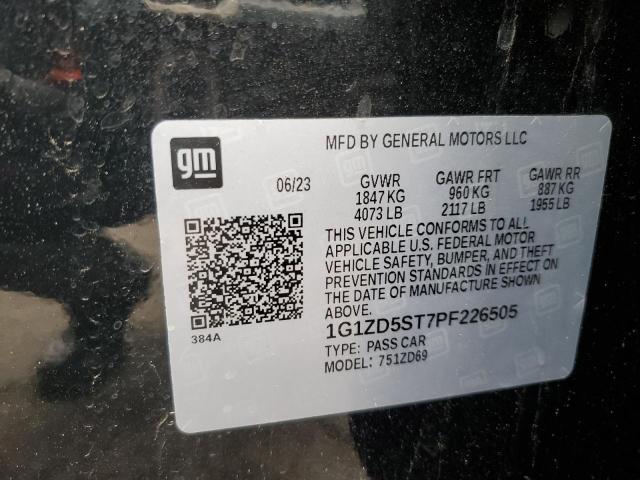 gm
MFD BY GENERAL MOTORS LLC
06/23 GVWR GAWR FRT GAWR RR
1847 KG 960 KG 887 KG
4073 LB 2117 LB 1955 LB
THIS VEHICLE CONFORMS TO ALL
APPLICABLE U.S. FEDERAL MOTOR
VEHICLE SAFETY, BUMPER, AND THEFT
PREVENTION STANDARDS IN EFFECT ON
THE DATE OF MANUFACTURE SHOWN
ABOVE.
384A
1G1ZD5ST7PF226505
TYPE: PASS CAR
MODEL: 751ZD69